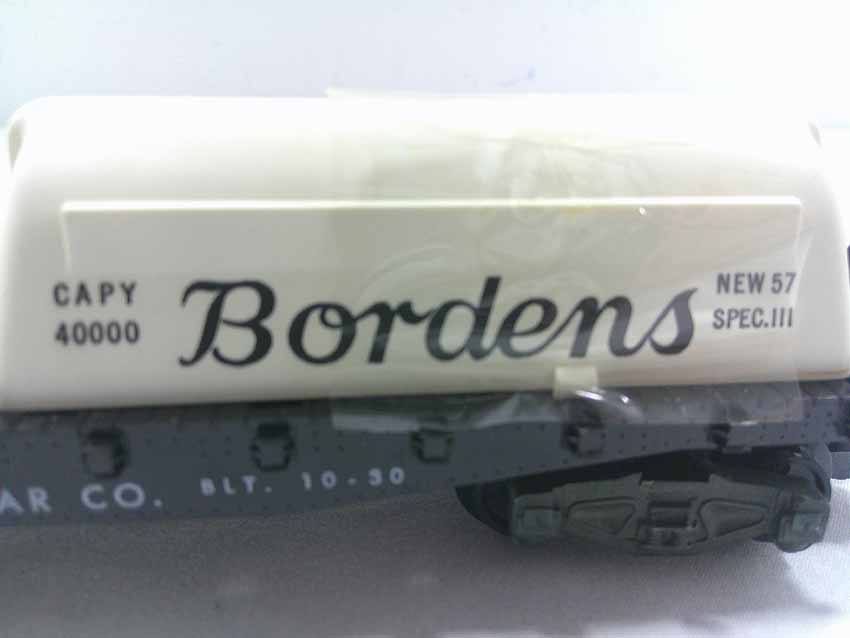 CAPY
40000
Bordens
NEW 57
SPEC.III
AR CO. BLT. 10-30